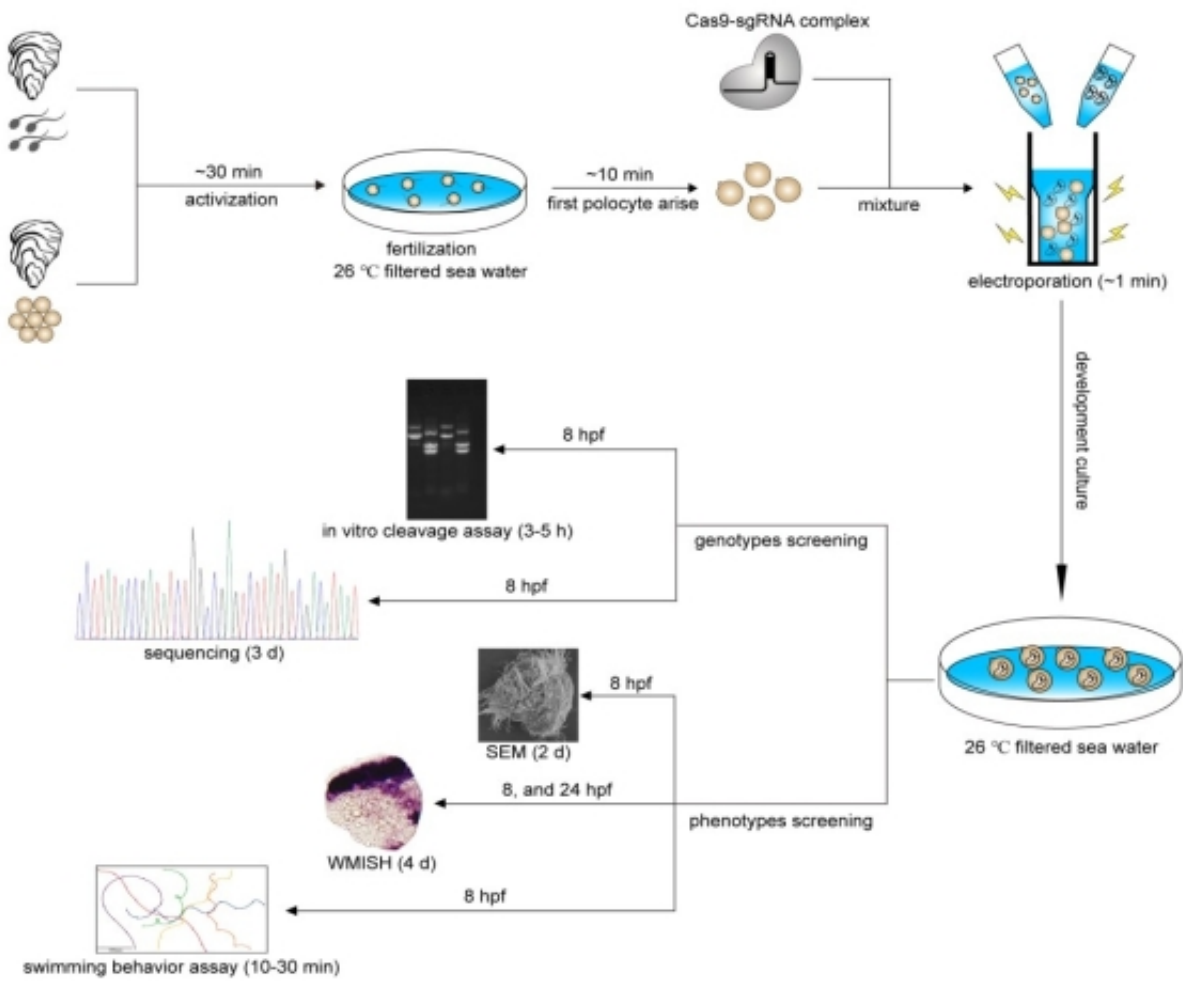 Cas9-sgRNA complex
~30 min
activization
fertilization
26 ℃ filtered sea water
~10 min
first polocyte arise
mixture
electroporation (~1 min)
development culture
26 ℃ filtered sea water
genotypes screening
8 hpf
in vitro cleavage assay (3-5 h)
8 hpf
sequencing (3 d)
phenotypes screening
8 hpf
SEM (2 d)
8, and 24 hpf
WMISH (4 d)
8 hpf
swimming behavior assay (10-30 min)